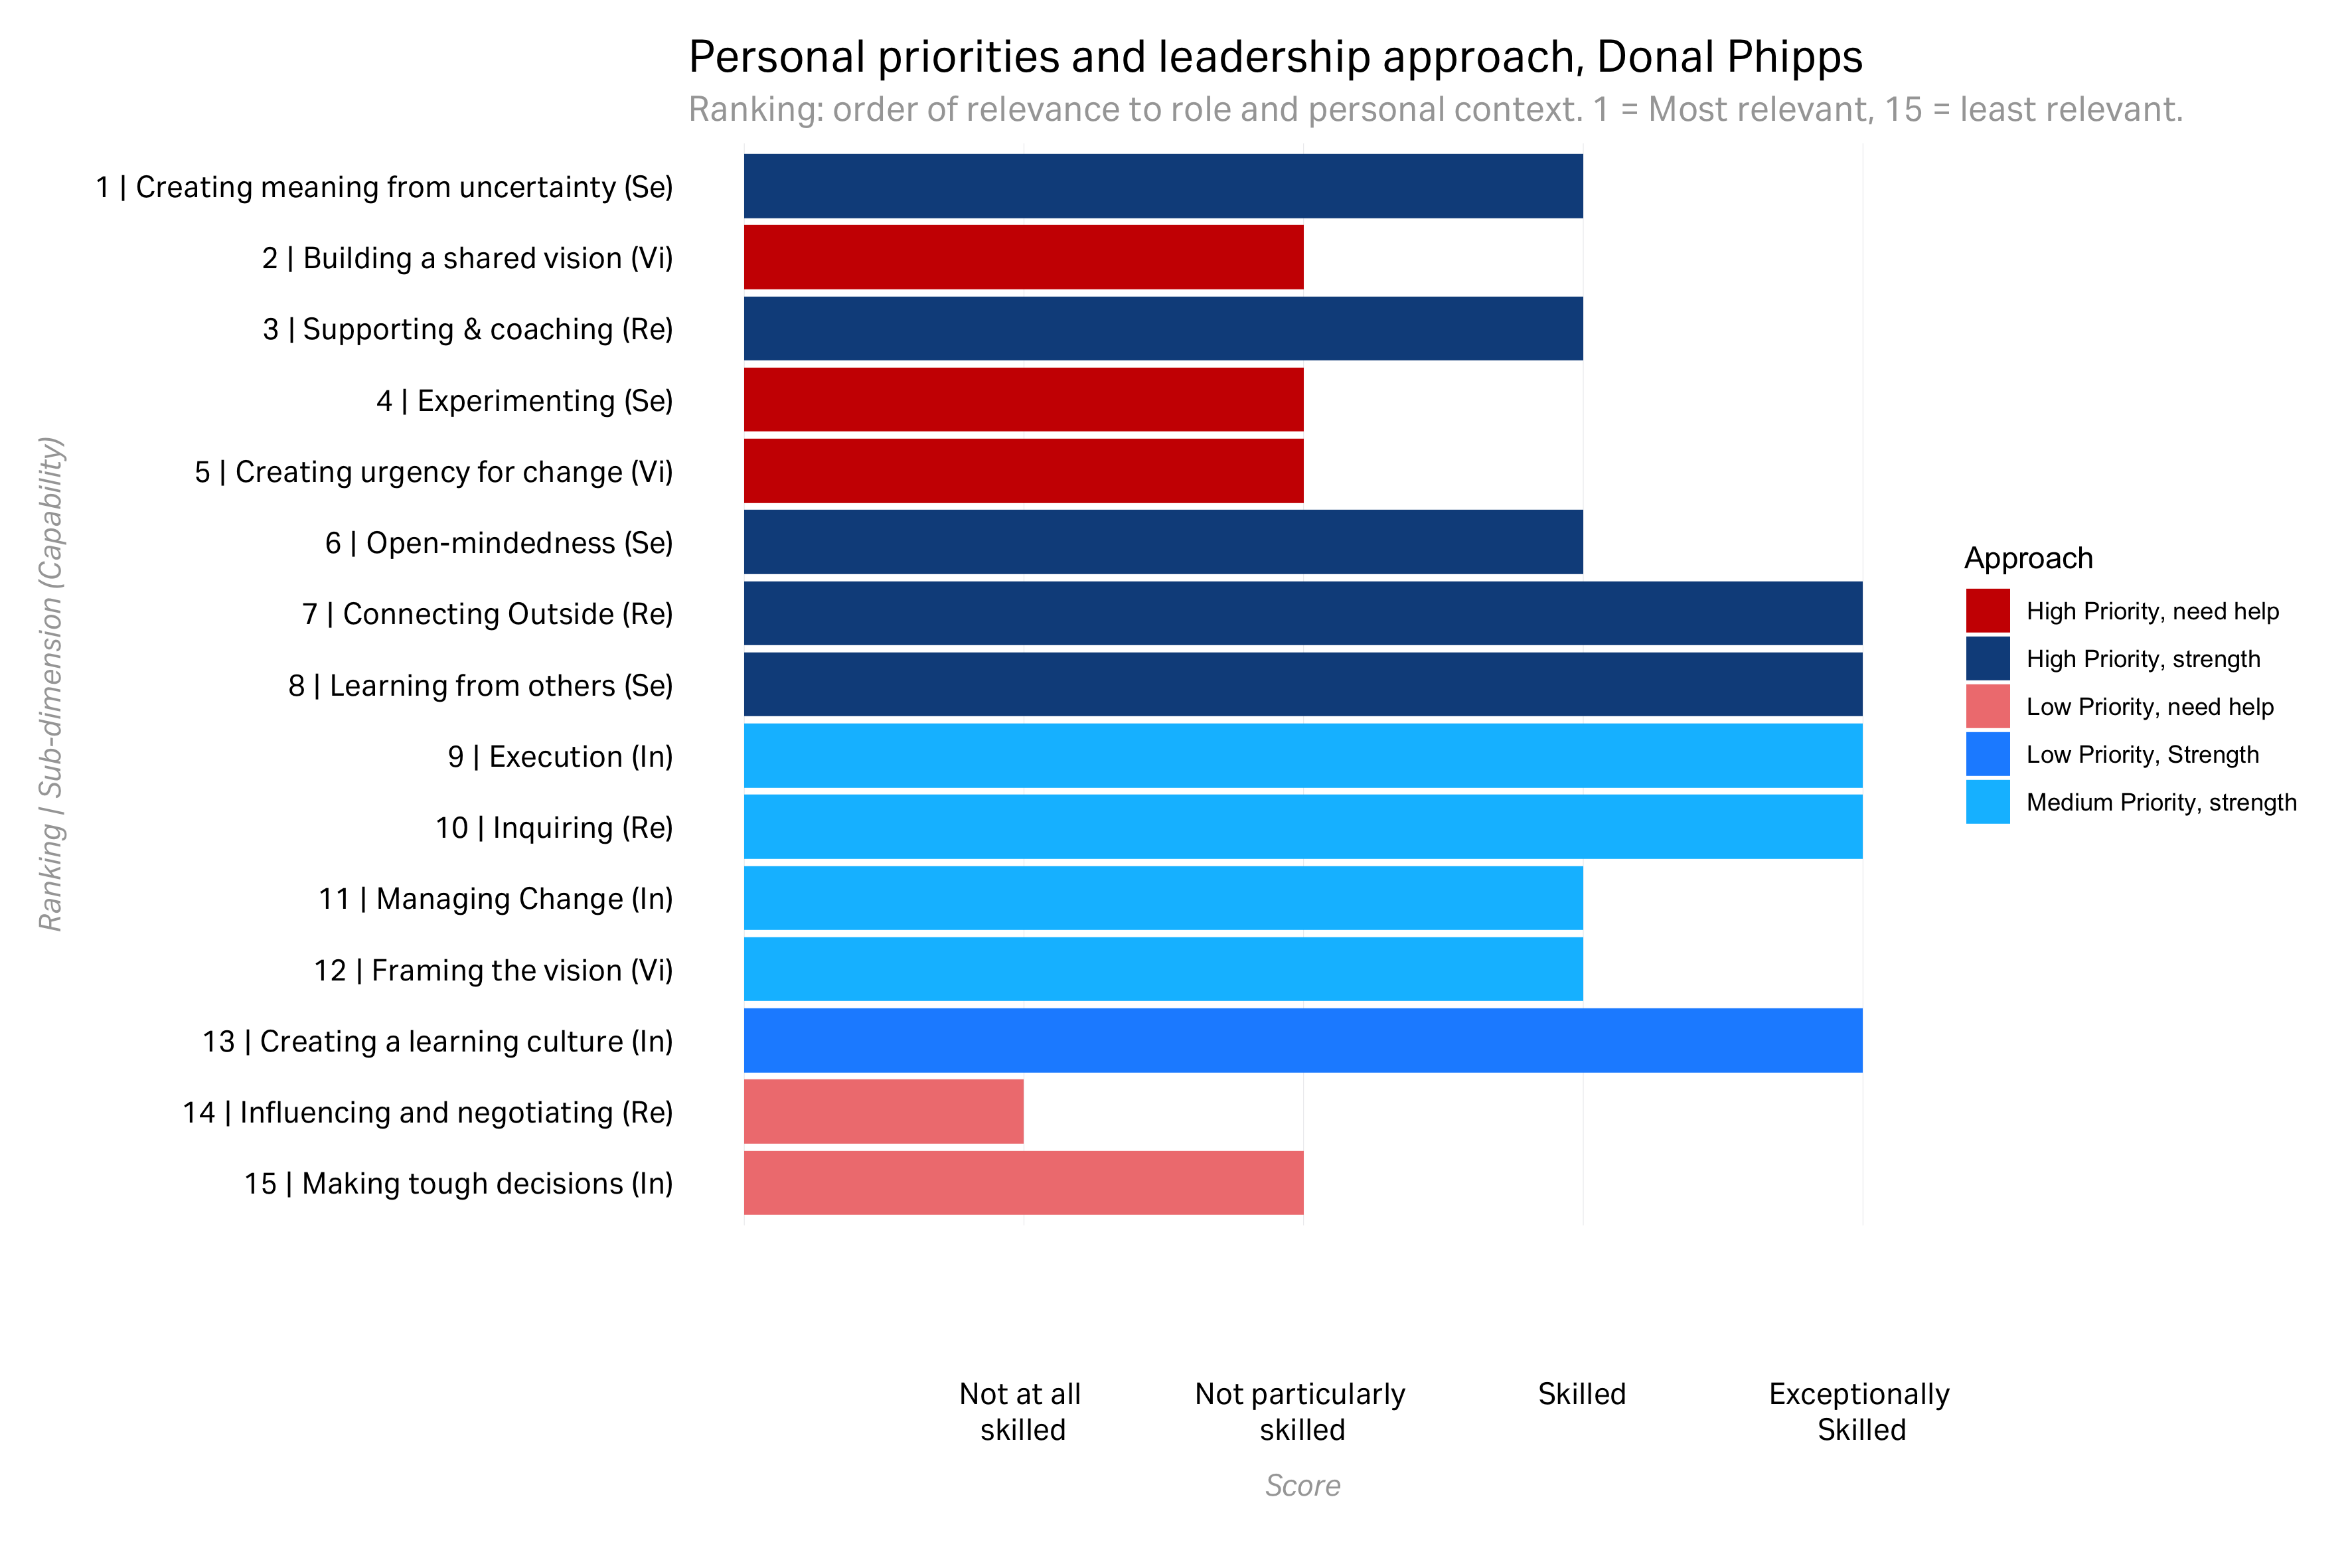 Personal priorities and leadership approach, Donal Phipps
Ranking: order of relevance to role and personal context. 1 = Most relevant, 15 = least relevant.
Ranking | Sub-dimension (Capability)
1 | Creating meaning from uncertainty (Se)
2 | Building a shared vision (Vi)
3 | Supporting & coaching (Re)
4 | Experimenting (Se)
5 | Creating urgency for change (Vi)
6 | Open-mindedness (Se)
7 | Connecting Outside (Re)
8 | Learning from others (Se)
9 | Execution (In)
10 | Inquiring (Re)
11 | Managing Change (In)
12 | Framing the vision (Vi)
13 | Creating a learning culture (In)
14 | Influencing and negotiating (Re)
15 | Making tough decisions (In)
Approach
High Priority, need help
High Priority, strength
Low Priority, need help
Low Priority, Strength
Medium Priority, strength
Not at all
skilled
Not particularly
skilled
Skilled
Exceptionally
Skilled
Score